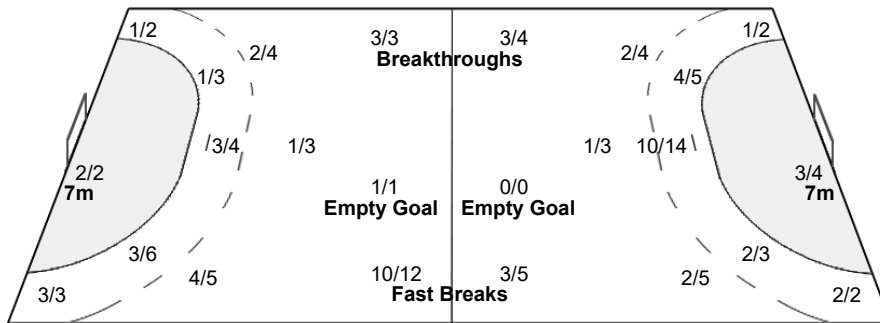 1/2 3/3 3/4 1/2
2/4 Breakthroughs 2/4
1/3 4/5
3/4 1/3 1/3 10/14
2/2 3/4
7m 1/1 0/0 7m
Empty Goal Empty Goal
3/6 2/3
4/5 10/12 3/5 2/5
3/3 Fast Breaks 2/2